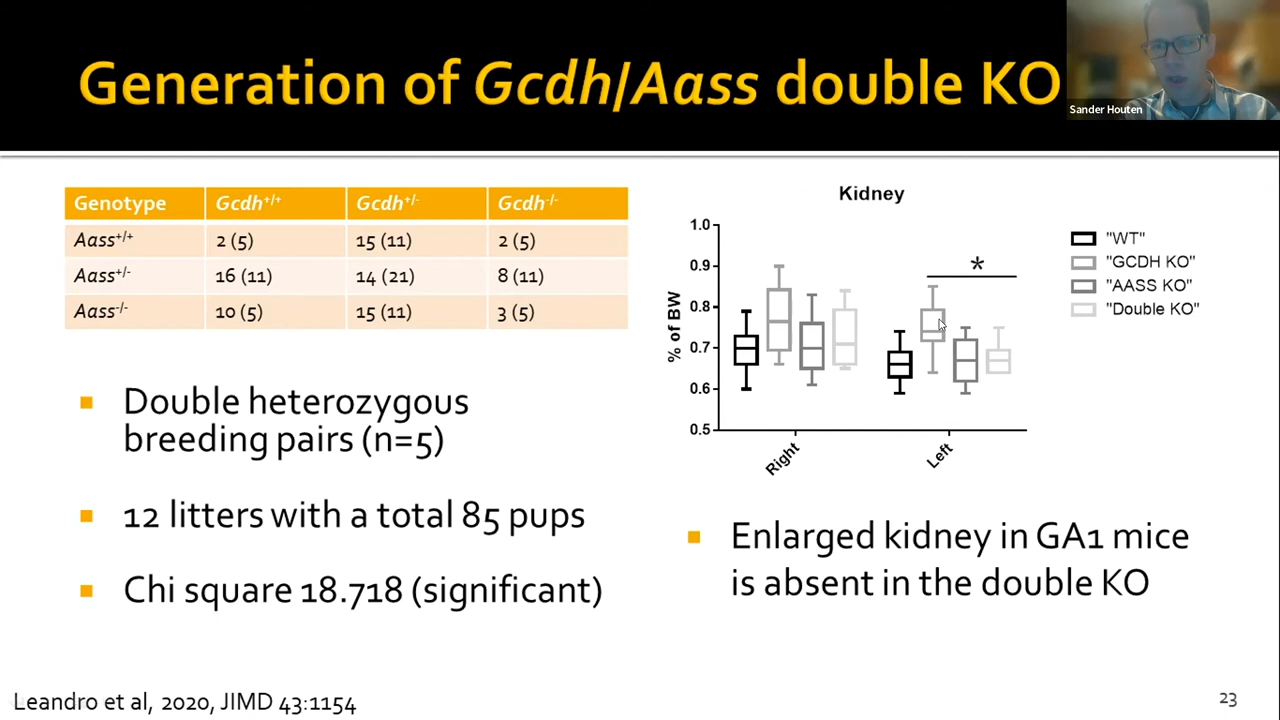 Generation of Gcdh/Aass double KO
Sander Houten
Genotype Gcdh+/+ Gcdh+/- Gcdh-/-
Aass+/+ 2 (5) 15 (11) 2 (5)
Aass+/- 16 (11) 14 (21) 8 (11)
Aass-/- 10 (5) 15 (11) 3 (5)
Double heterozygous
breeding pairs (n=5)
12 litters with a total 85 pups
Chi square 18.718 (significant)
Kidney
% of BW
1.0
0.9
0.8
0.7
0.6
0.5
*
Right
Left
"WT"
"GCDH KO"
"AASS KO"
"Double KO"
Enlarged kidney in GA1 mice
is absent in the double KO
Leandro et al, 2020, JIMD 43:1154
23